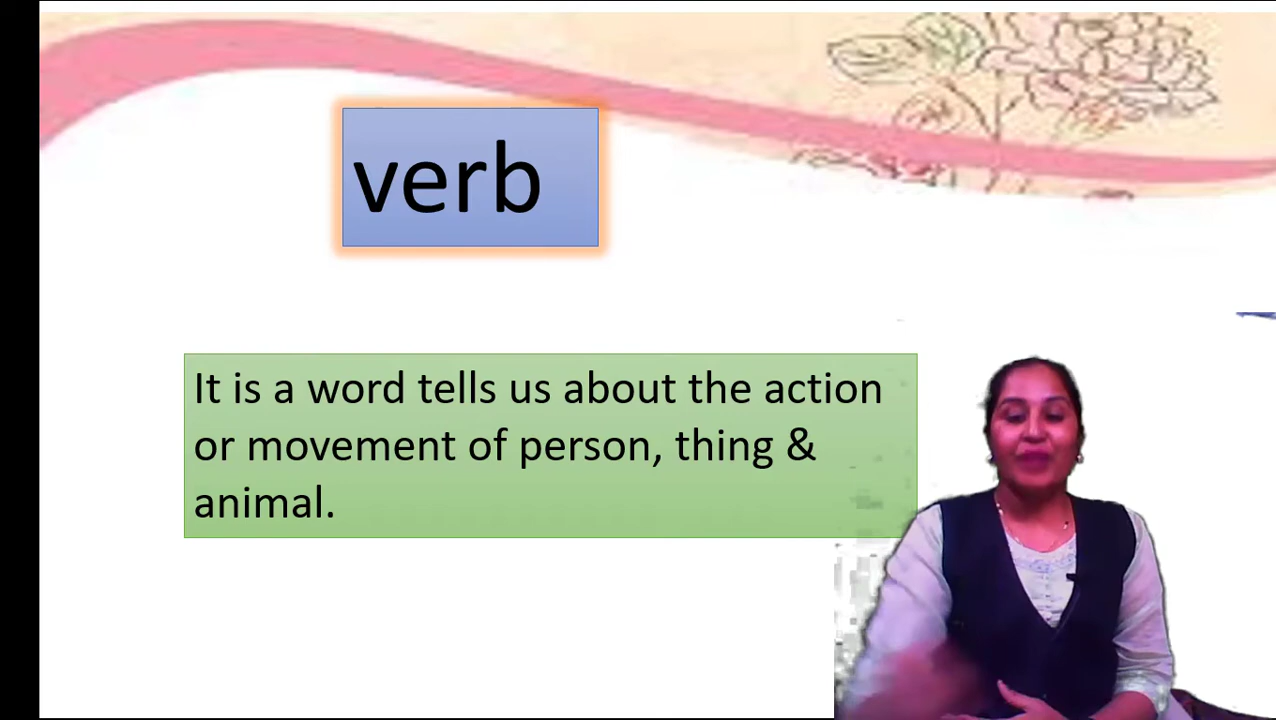 verb
It is a word tells us about the action
or movement of person, thing &
animal.